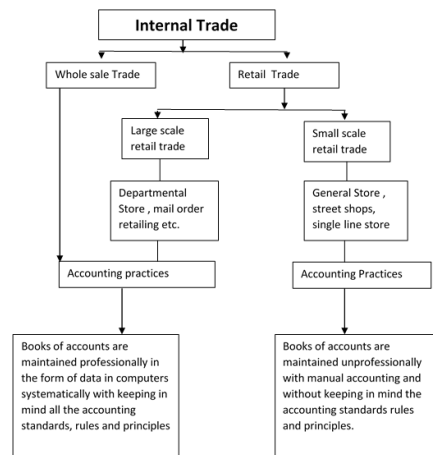 Internal Trade
Whole sale Trade
Retail Trade
Large scale
retail trade
Small scale
retail trade
Departmental
Store , mail order
retailing etc.
General Store ,
street shops,
single line store
Accounting practices
Accounting Practices
Books of accounts are
maintained professionally in
the form of data in computers
systematically with keeping in
mind all the accounting
standards, rules and principles
Books of accounts are
maintained unprofessionally
with manual accounting and
without keeping in mind the
accounting standards rules
and principles.